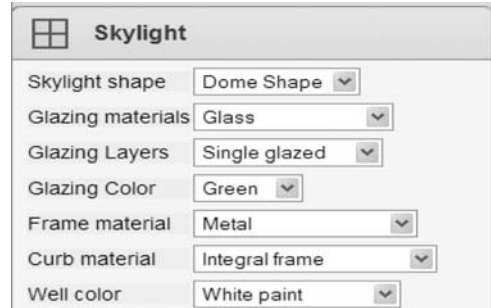 Skylight
Skylight shape Dome Shape
Glazing materials Glass
Glazing Layers Single glazed
Glazing Color Green
Frame material Metal
Curb material Integral frame
Well color White paint